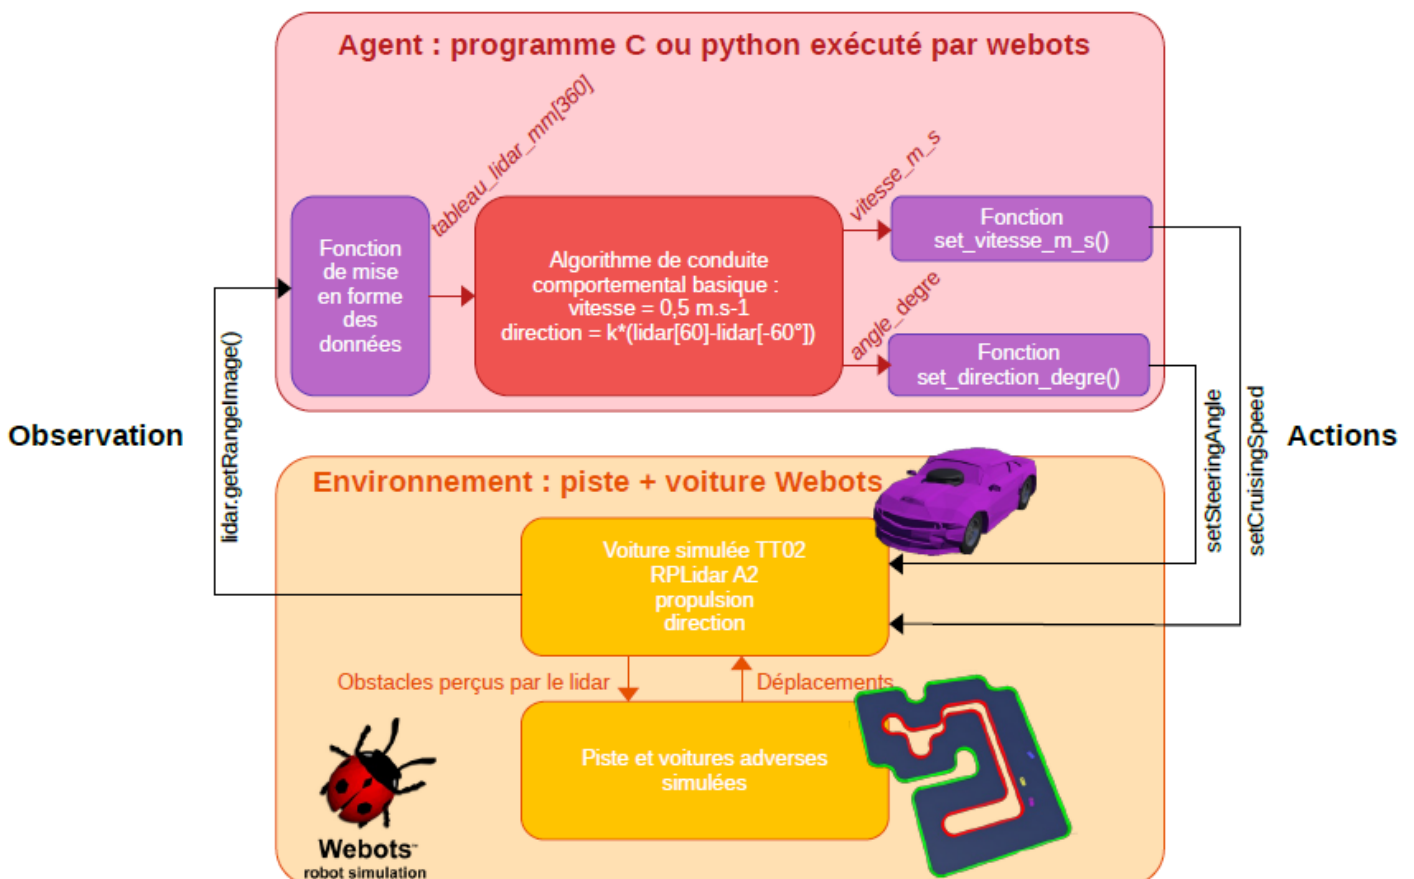 Agent : programme C ou python exécuté par webots
tableau_lidar_mm[360]
vitesse_m_s
Fonction
de mise
en forme
des
données
Algorithme de conduite
comportemental basique :
vitesse = 0,5 m.s-1
direction = k*(lidar[60]-lidar[-60°])
Fonction
set_vitesse_m_s()
angle_degre
Fonction
set_direction_degre()
lidar.getRangeImage()
Observation
setSteeringAngle
setCruisingSpeed
Actions
Environnement : piste + voiture Webots
Voiture simulée TT02
RPLidar A2
propulsion
direction
Obstacles perçus par le lidar
Déplacements
Piste et voitures adverses
simulées
Webots™
robot simulation